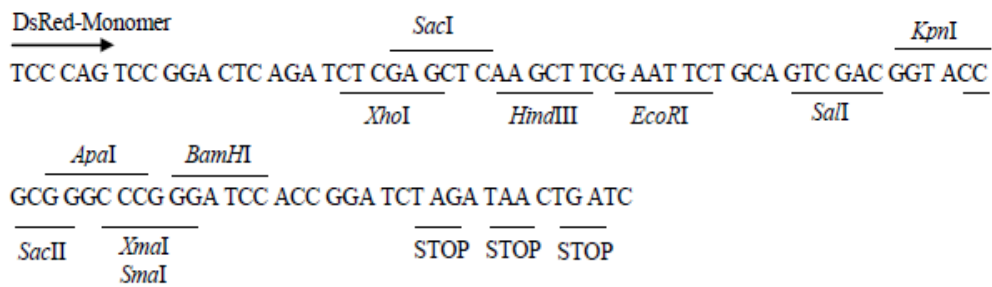 DsRed-Monomer
SacI
KpnI
TCC CAG TCC GGA CTC AGA TCT CGA GCT CAA GCT TCG AAT TCT GCA GTC GAC GGT ACC
XhoI HindIII EcoRI SalI
ApaI BamHI
GCG GGC CCG GGA TCC ACC GGA TCT AGA TAA CTG ATC
SacII XmaI STOP STOP STOP
SmaI